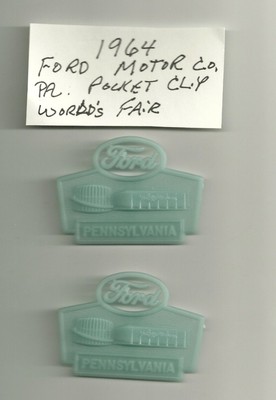 1964
FORD MOTOR CO.
PA. POCKET CLIP
WORLD'S FAIR
Ford
PENNSYLVANIA
Ford
PENNSYLVANIA